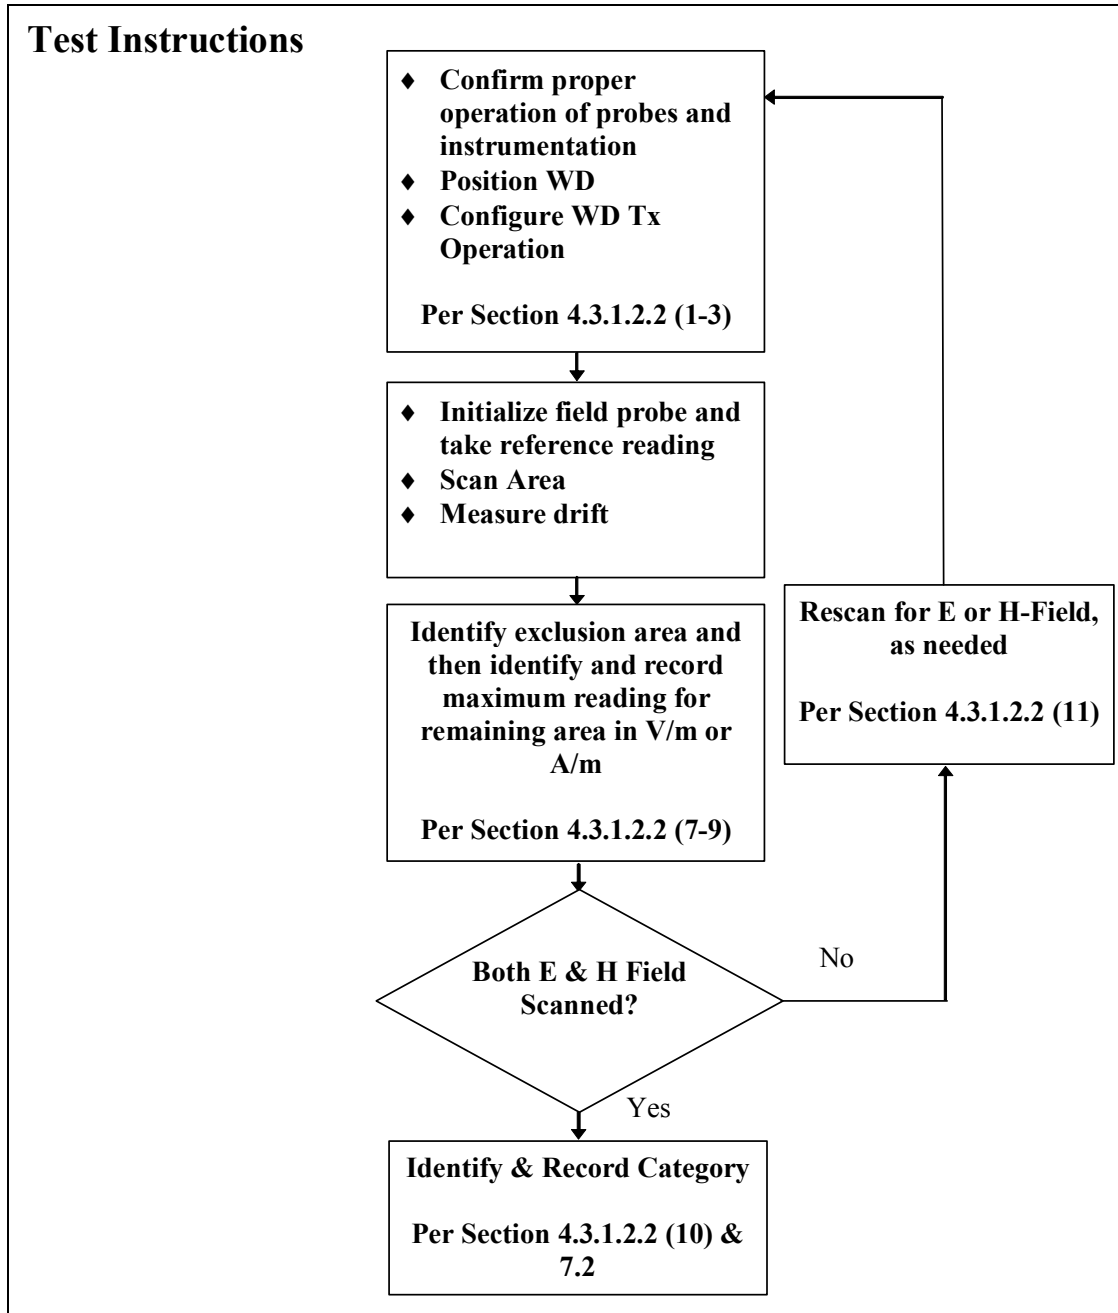 Test Instructions
♦ Confirm proper
operation of probes and
instrumentation
♦ Position WD
♦ Configure WD Tx
Operation
Per Section 4.3.1.2.2 (1-3)
♦ Initialize field probe and
take reference reading
♦ Scan Area
♦ Measure drift
Identify exclusion area and
then identify and record
maximum reading for
remaining area in V/m or
A/m
Per Section 4.3.1.2.2 (7-9)
Rescan for E or H-Field,
as needed
Per Section 4.3.1.2.2 (11)
Both E & H Field
Scanned?
No
Yes
Identify & Record Category
Per Section 4.3.1.2.2 (10) &
7.2